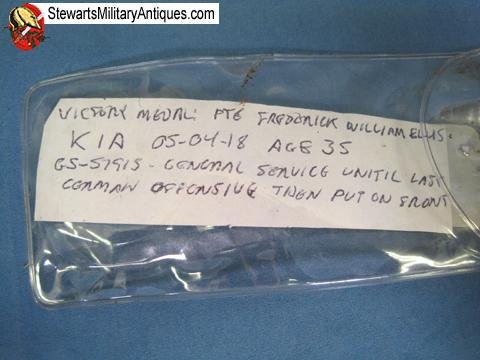 StewartsMilitaryAntiques.com
VICTORY MEDAL: PTE FREDERICK WILLIAM ELLIS.
KIA 05-04-18 AGE 35
GS-57915 - GENERAL SERVICE UNITIL LAST
GERMAN OFFENSIVE THEN PUT ON FRONT